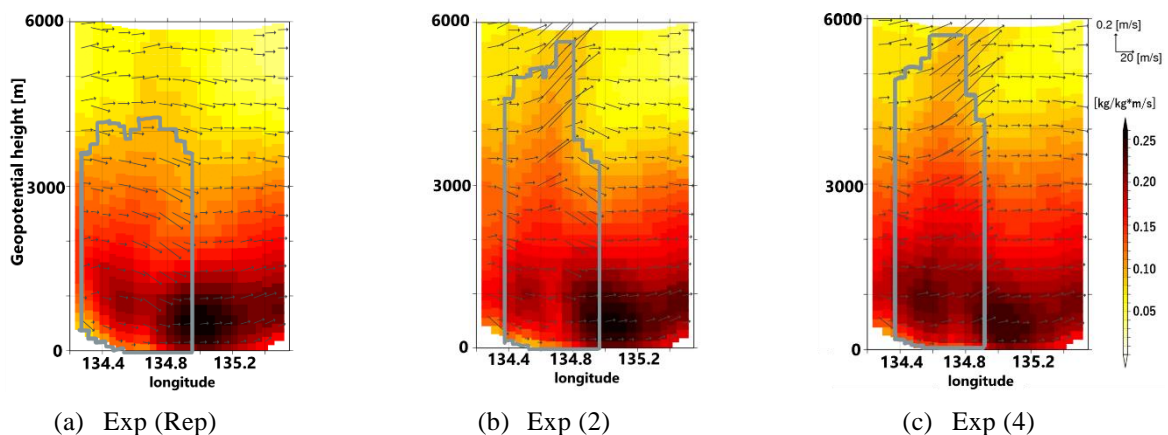 Geopotential height [m]
6000
3000
0
134.4 134.8 135.2
longitude
(a) Exp (Rep)
6000
3000
0
134.4 134.8 135.2
longitude
(b) Exp (2)
6000
3000
0
134.4 134.8 135.2
longitude
(c) Exp (4)
0.2 [m/s]
20 [m/s]
[kg/kg*m/s]
0.25
0.20
0.15
0.10
0.05